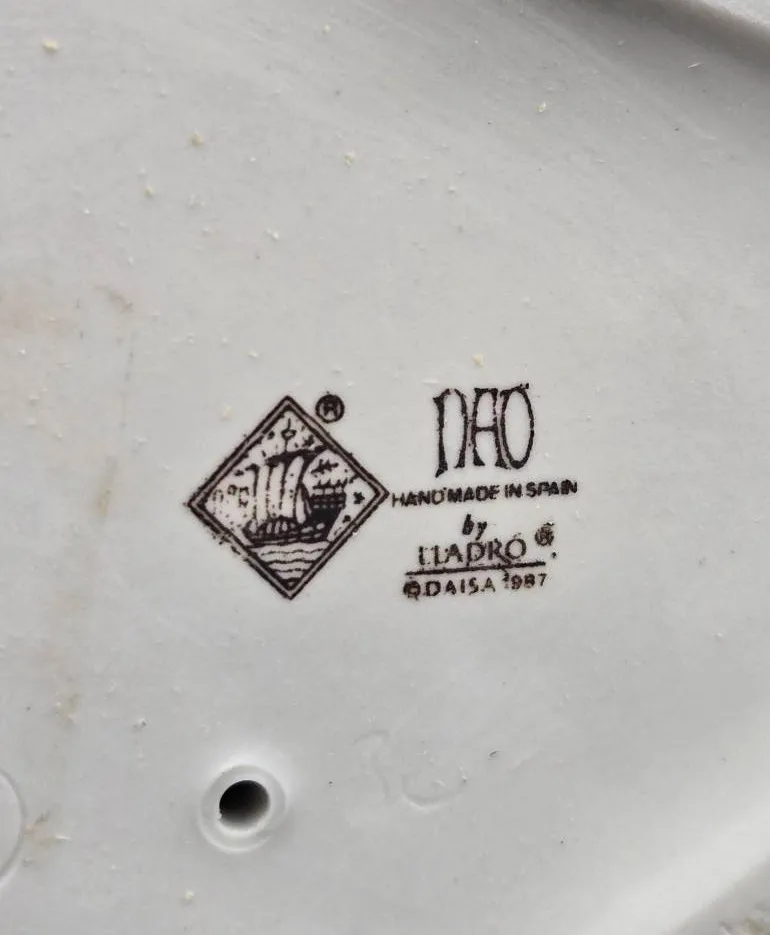 ®
NAO
HAND MADE IN SPAIN
by
LLADRÓ ®
© DAISA 1987